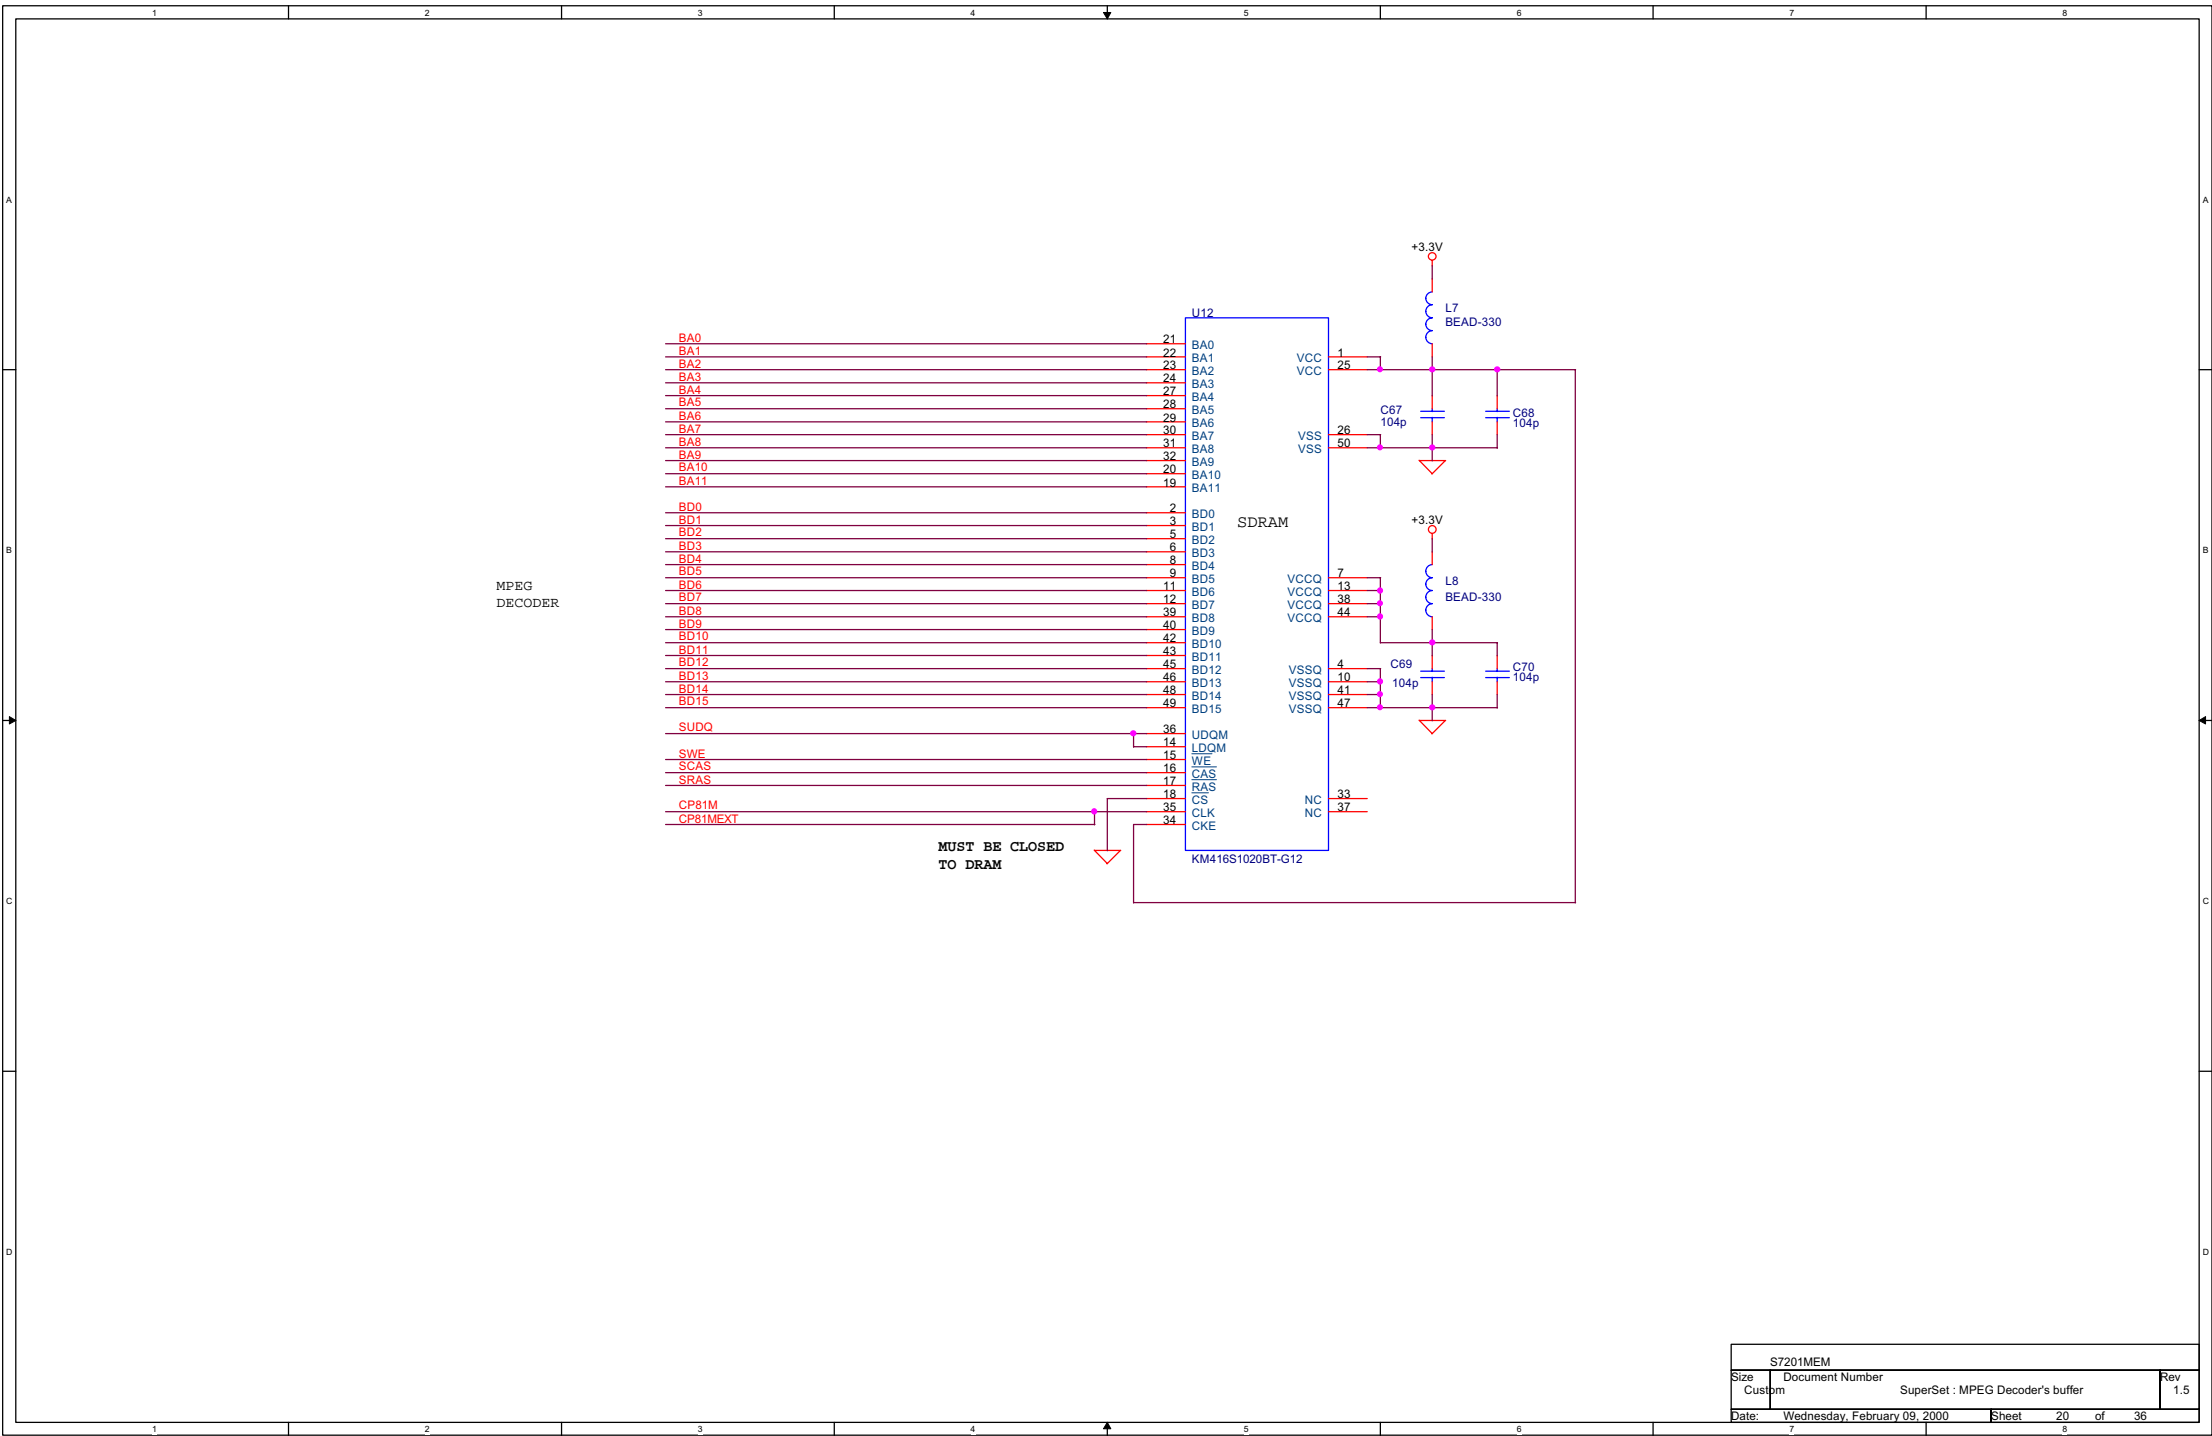 1 2 3 4 5 6 7 8
A A
+3.3V
L7
BEAD-330
U12
BA0 21 BA0
BA1 22 BA1
BA2 23 BA2
BA3 24 BA3
BA4 27 BA4
BA5 28 BA5
BA6 29 BA6
BA7 30 BA7
BA8 31 BA8
BA9 32 BA9
BA10 20 BA10
BA11 19 BA11
VCC 1
VCC 25
C67
104p
C68
104p
VSS 26
VSS 50
BD0 2 BD0
BD1 3 BD1
BD2 5 BD2
BD3 6 BD3
BD4 8 BD4
BD5 9 BD5
BD6 11 BD6
BD7 12 BD7
BD8 39 BD8
BD9 40 BD9
BD10 42 BD10
BD11 43 BD11
BD12 45 BD12
BD13 46 BD13
BD14 48 BD14
BD15 49 BD15
SDRAM
+3.3V
B B
MPEG
DECODER
L8
BEAD-330
VCCQ 7
VCCQ 13
VCCQ 38
VCCQ 44
C69
104p
C70
104p
VSSQ 4
VSSQ 10
VSSQ 41
VSSQ 47
SUDQ 36 UDQM
14 LDQM
SWE 15 WE
SCAS 16 CAS
SRAS 17 RAS
18 CS
CP81M 35 CLK
CP81MEXT 34 CKE
NC 33
NC 37
MUST BE CLOSED
TO DRAM
KM416S1020BT-G12
C C
D D
S7201MEM
Size Document Number Rev
Custom SuperSet : MPEG Decoder's buffer 1.5
Date: Wednesday, February 09, 2000 Sheet 20 of 36
1 2 3 4 5 6 7 8